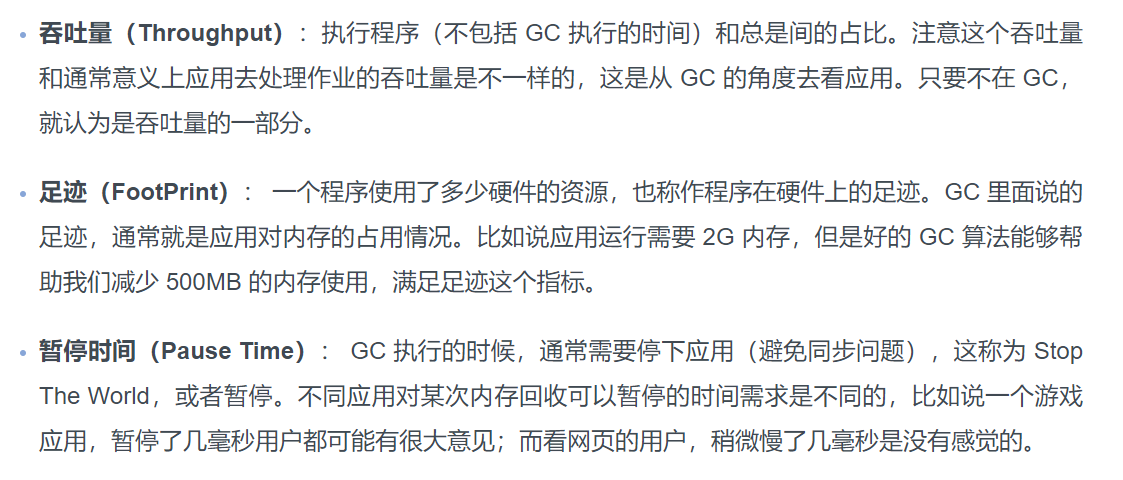 • 吞吐量（Throughput）：执行程序（不包括 GC 执行的时间）和总是间的占比。注意这个吞吐量
和通常意义上应用去处理作业的吞吐量是不一样的，这是从 GC 的角度去看应用。只要不在 GC，
就认为是吞吐量的一部分。
• 足迹（FootPrint）： 一个程序使用了多少硬件的资源，也称作程序在硬件上的足迹。GC 里面说的
足迹，通常就是应用对内存的占用情况。比如说应用运行需要 2G 内存，但是好的 GC 算法能够帮
助我们减少 500MB 的内存使用，满足足迹这个指标。
• 暂停时间（Pause Time）： GC 执行的时候，通常需要停下应用（避免同步问题），这称为 Stop
The World，或者暂停。不同应用对某次内存回收可以暂停的时间需求是不同的，比如说一个游戏
应用，暂停了几毫秒用户都可能有很大意见；而看网页的用户，稍微慢了几毫秒是没有感觉的。